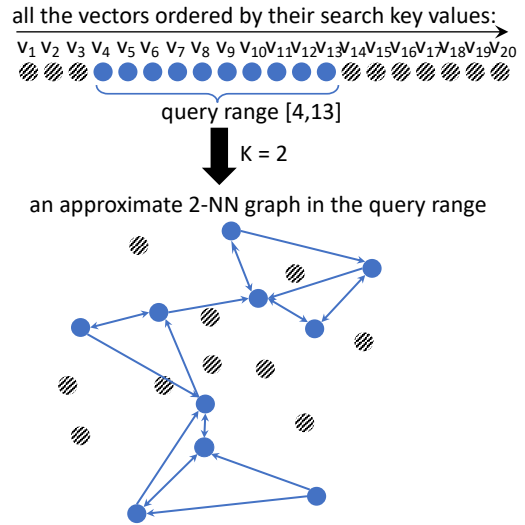 all the vectors ordered by their search key values:
v1 v2 v3 v4 v5 v6 v7 v8 v9 v10 v11 v12 v13 v14 v15 v16 v17 v18 v19 v20
query range [4,13]
K = 2
an approximate 2-NN graph in the query range